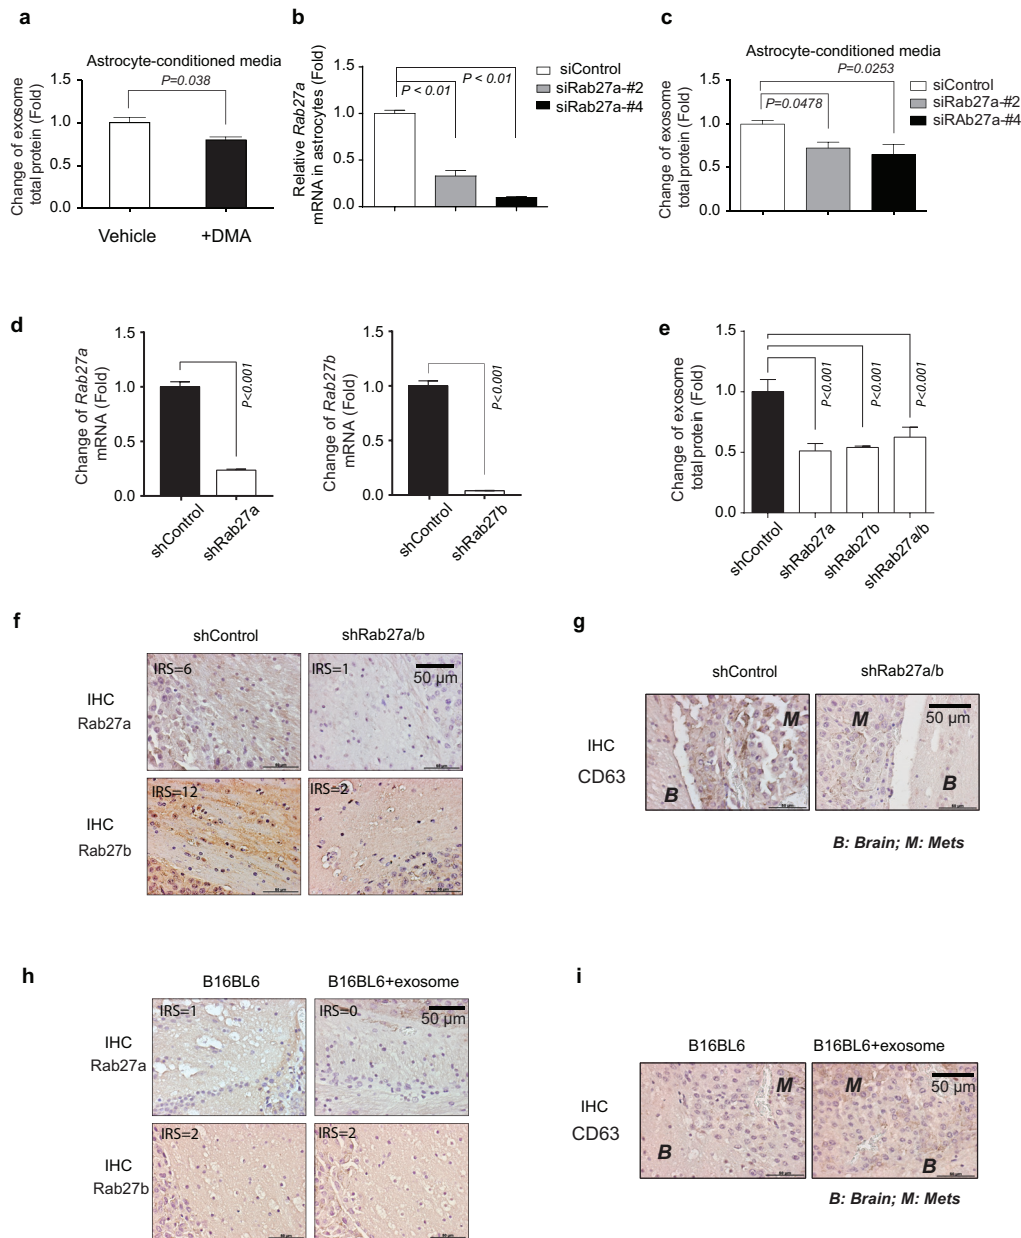 a
Astrocyte-conditioned media
P=0.038
Change of exosome
total protein (Fold)
1.5
1.0
0.5
0.0
Vehicle
+DMA
b
Relative Rab27a
mRNA in astrocytes (Fold)
1.5
1.0
0.5
0.0
P < 0.01
P < 0.01
siControl
siRab27a-#2
siRab27a-#4
c
Astrocyte-conditioned media
P=0.0253
P=0.0478
Change of exosome
total protein (Fold)
1.5
1.0
0.5
0.0
siControl
siRab27a-#2
siRAb27a-#4
d
Change of Rab27a
mRNA (Fold)
1.5
1.0
0.5
0.0
P<0.001
shControl
shRab27a
Change of Rab27b
mRNA (Fold)
1.5
1.0
0.5
0.0
P<0.001
shControl
shRab27b
e
Change of exosome
total protein (Fold)
1.5
1.0
0.5
0.0
P<0.001
P<0.001
P<0.001
shControl
shRab27a
shRab27b
shRab27a/b
f
shControl
shRab27a/b
IHC
Rab27a
IRS=6
IRS=1
50 µm
IHC
Rab27b
IRS=12
IRS=2
g
shControl
shRab27a/b
IHC
CD63
M
B
M
50 µm
B
B: Brain; M: Mets
h
B16BL6
B16BL6+exosome
IHC
Rab27a
IRS=1
IRS=0
50 µm
IHC
Rab27b
IRS=2
IRS=2
i
B16BL6
B16BL6+exosome
IHC
CD63
M
B
M
50 µm
B
B: Brain; M: Mets